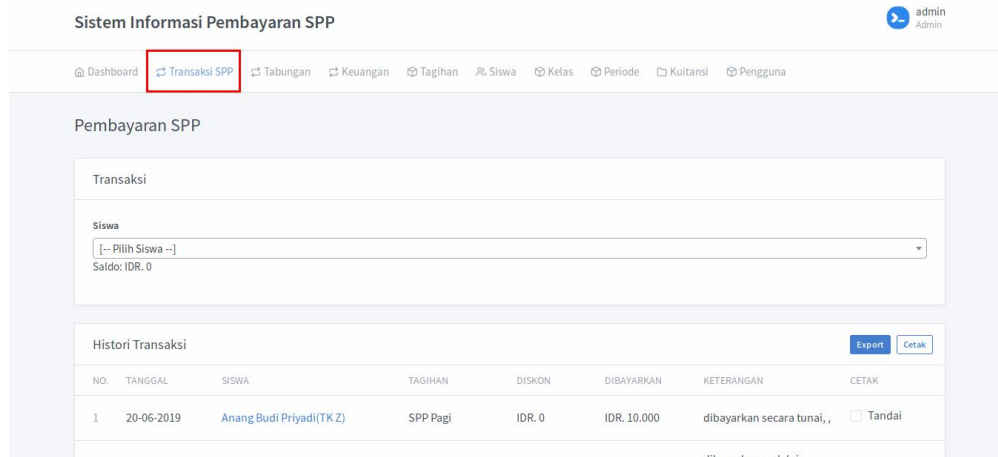 Sistem Informasi Pembayaran SPP
admin
Admin
Dashboard Transaksi SPP Tabungan Keuangan Tagihan Siswa Kelas Periode Kuitansi Pengguna
Pembayaran SPP
Transaksi
Siswa
[-- Pilih Siswa --]
Saldo: IDR. 0
Histori Transaksi
Export Cetak
NO. TANGGAL SISWA TAGIHAN DISKON DIBAYARKAN KETERANGAN CETAK
1 20-06-2019 Anang Budi Priyadi(TK Z) SPP Pagi IDR. 0 IDR. 10.000 dibayarkan secara tunai, , Tandai